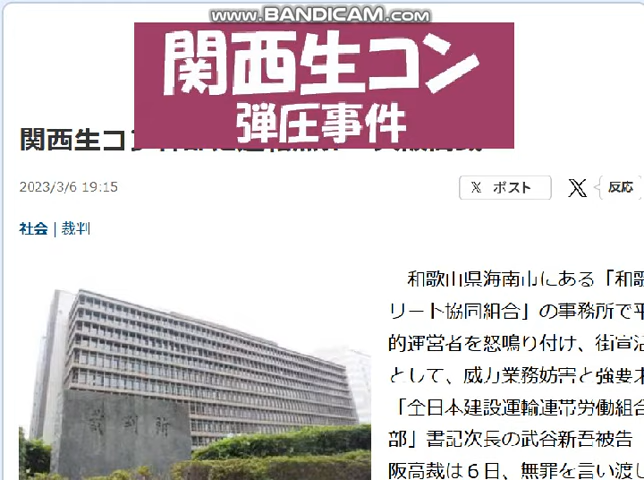 www.BANDICAM.com
関西生コン
弾圧事件
関西生コン
2023/3/6 19:15
ポスト
反応
社会 | 裁判
和歌山県海南市にある「和歌
リート協同組合」の事務所で平
的運営者を怒鳴り付け、街宣活
として、威力業務妨害と強要未
「全日本建設運輸連帯労働組合
部」書記次長の武谷新吾被告
阪高裁は６日、無罪を言い渡し
裁判所